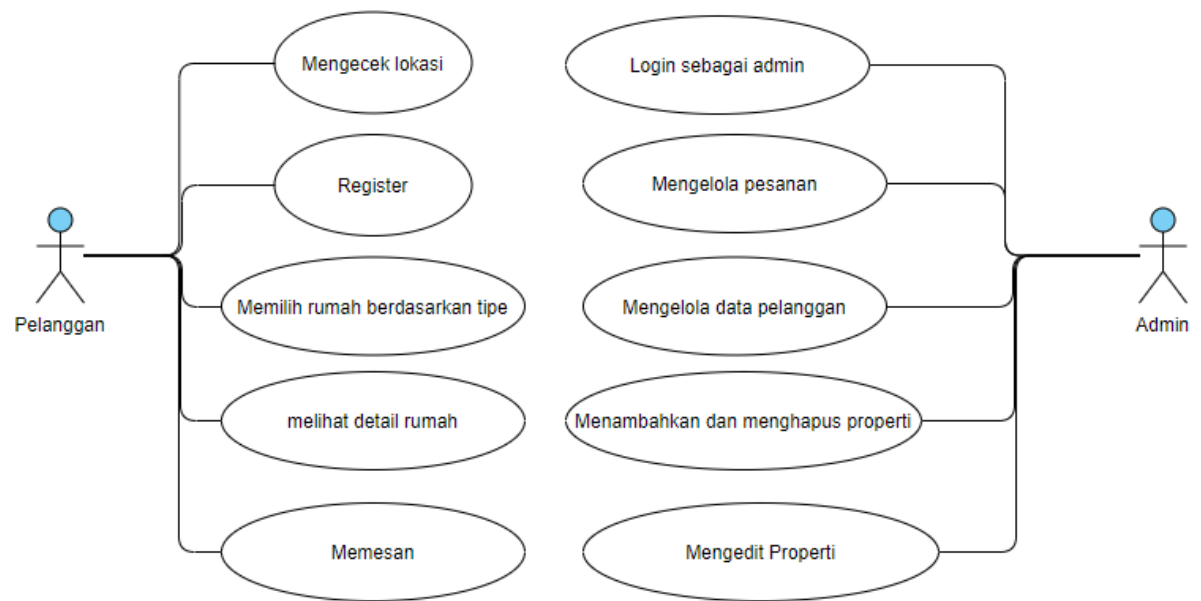 Mengecek lokasi
Login sebagai admin
Register
Mengelola pesanan
Pelanggan
Memilih rumah berdasarkan tipe
Mengelola data pelanggan
Admin
melihat detail rumah
Menambahkan dan menghapus properti
Memesan
Mengedit Properti